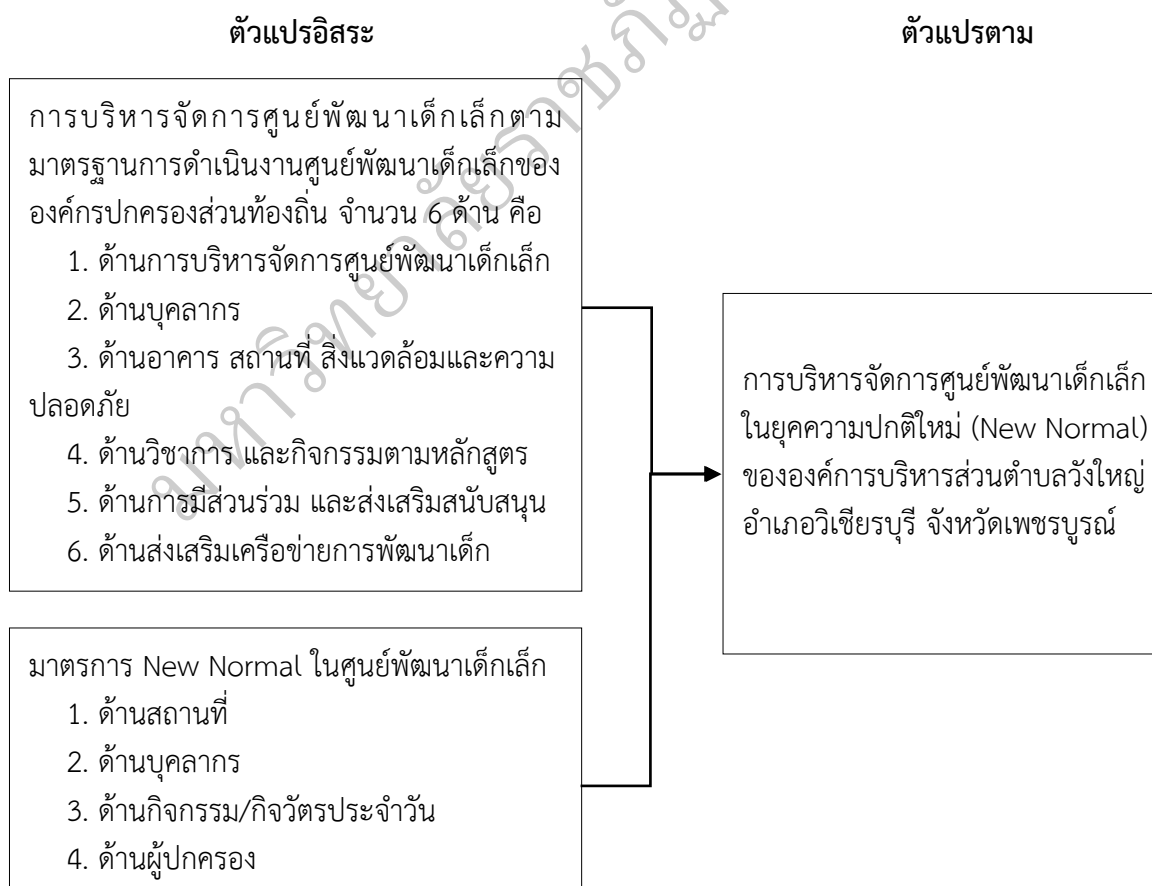 ตัวแปรอิสระ
ตัวแปรตาม
การบริหารจัดการศูนย์พัฒนาเด็กเล็กตาม
มาตรฐานการดำเนินงานศูนย์พัฒนาเด็กเล็กของ
องค์กรปกครองส่วนท้องถิ่น จำนวน 6 ด้าน คือ
1. ด้านการบริหารจัดการศูนย์พัฒนาเด็กเล็ก
2. ด้านบุคลากร
3. ด้านอาคาร สถานที่ สิ่งแวดล้อมและความ
ปลอดภัย
4. ด้านวิชาการ และกิจกรรมตามหลักสูตร
5. ด้านการมีส่วนร่วม และส่งเสริมสนับสนุน
6. ด้านส่งเสริมเครือข่ายการพัฒนาเด็ก
มาตรการ New Normal ในศูนย์พัฒนาเด็กเล็ก
1. ด้านสถานที่
2. ด้านบุคลากร
3. ด้านกิจกรรม/กิจวัตรประจำวัน
4. ด้านผู้ปกครอง
การบริหารจัดการศูนย์พัฒนาเด็กเล็ก
ในยุคความปกติใหม่ (New Normal)
ขององค์การบริหารส่วนตำบลวังใหญ่
อำเภอวิเชียรบุรี จังหวัดเพชรบูรณ์
มหาวิทยาลัยราชภัฏ